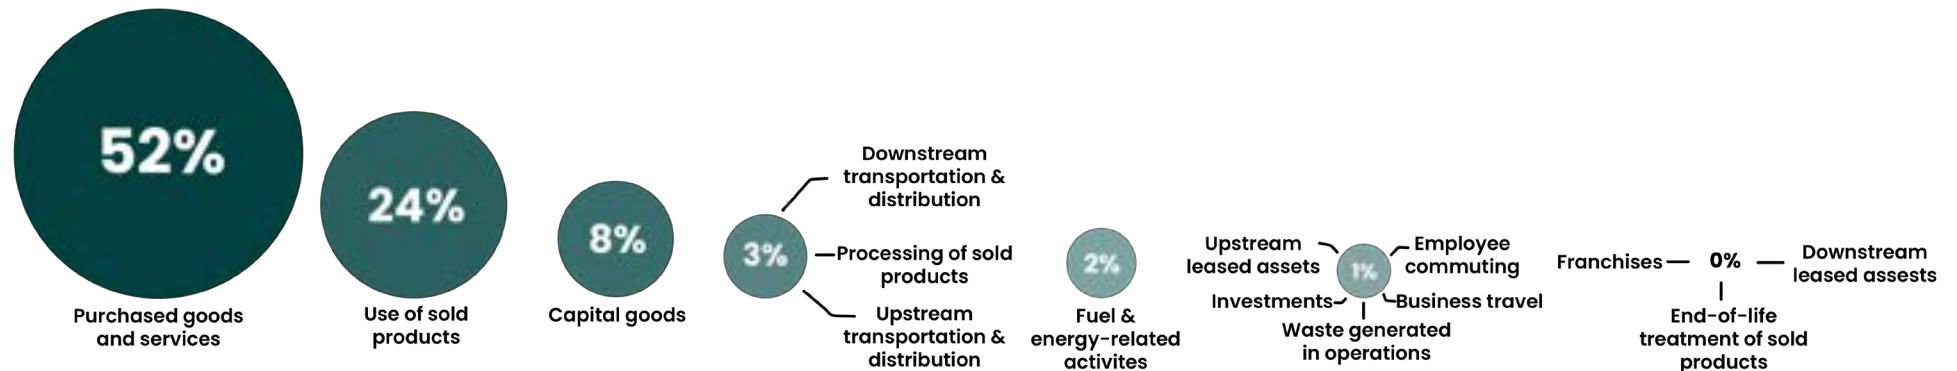 52%
Purchased goods
and services
24%
Use of sold
products
8%
Capital goods
3%
Downstream
transportation &
distribution
Processing of sold
products
Upstream
transportation &
distribution
2%
Fuel &
energy-related
activites
1%
Upstream
leased assets
Employee
commuting
Investments
Business travel
Waste generated
in operations
0%
Franchises
Downstream
leased assests
End-of-life
treatment of sold
products